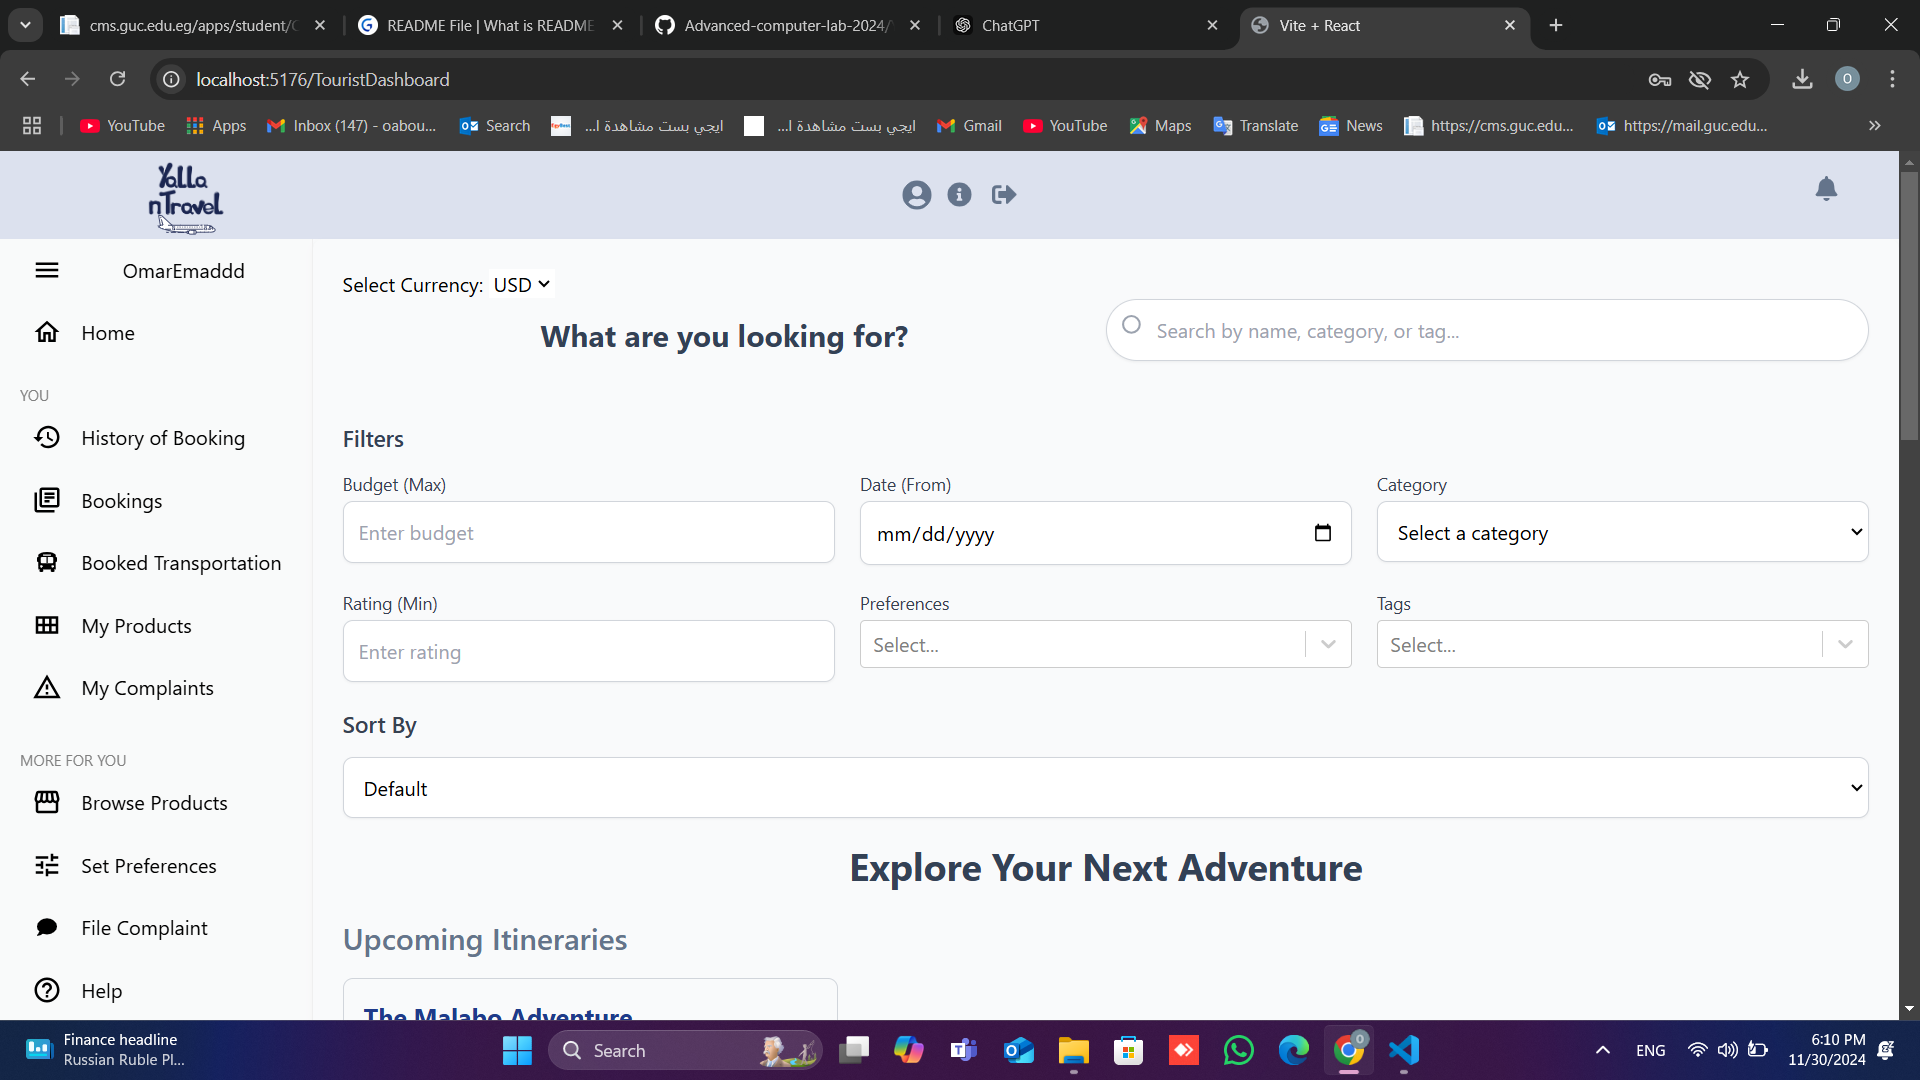 cms.guc.edu.eg/apps/student/C
README File | What is README
Advanced-computer-lab-2024/
ChatGPT
Vite + React
localhost:5176/TouristDashboard
O
YouTube
Apps
Inbox (147) - oabou...
Search
ايجي بست مشاهدة ا...
ايجي بست مشاهدة ا...
Gmail
YouTube
Maps
Translate
News
https://cms.guc.edu...
https://mail.guc.edu...
Yalla
nTravel
OmarEmaddd
Home
YOU
History of Booking
Bookings
Booked Transportation
My Products
My Complaints
MORE FOR YOU
Browse Products
Set Preferences
File Complaint
Help
Select Currency: USD
What are you looking for?
Search by name, category, or tag...
Filters
Budget (Max)
Enter budget
Date (From)
mm/dd/yyyy
Category
Select a category
Rating (Min)
Enter rating
Preferences
Select...
Tags
Select...
Sort By
Default
Explore Your Next Adventure
Upcoming Itineraries
The Malabo Adventure
Finance headline
Russian Ruble Pl...
Search
ENG
6:10 PM
11/30/2024